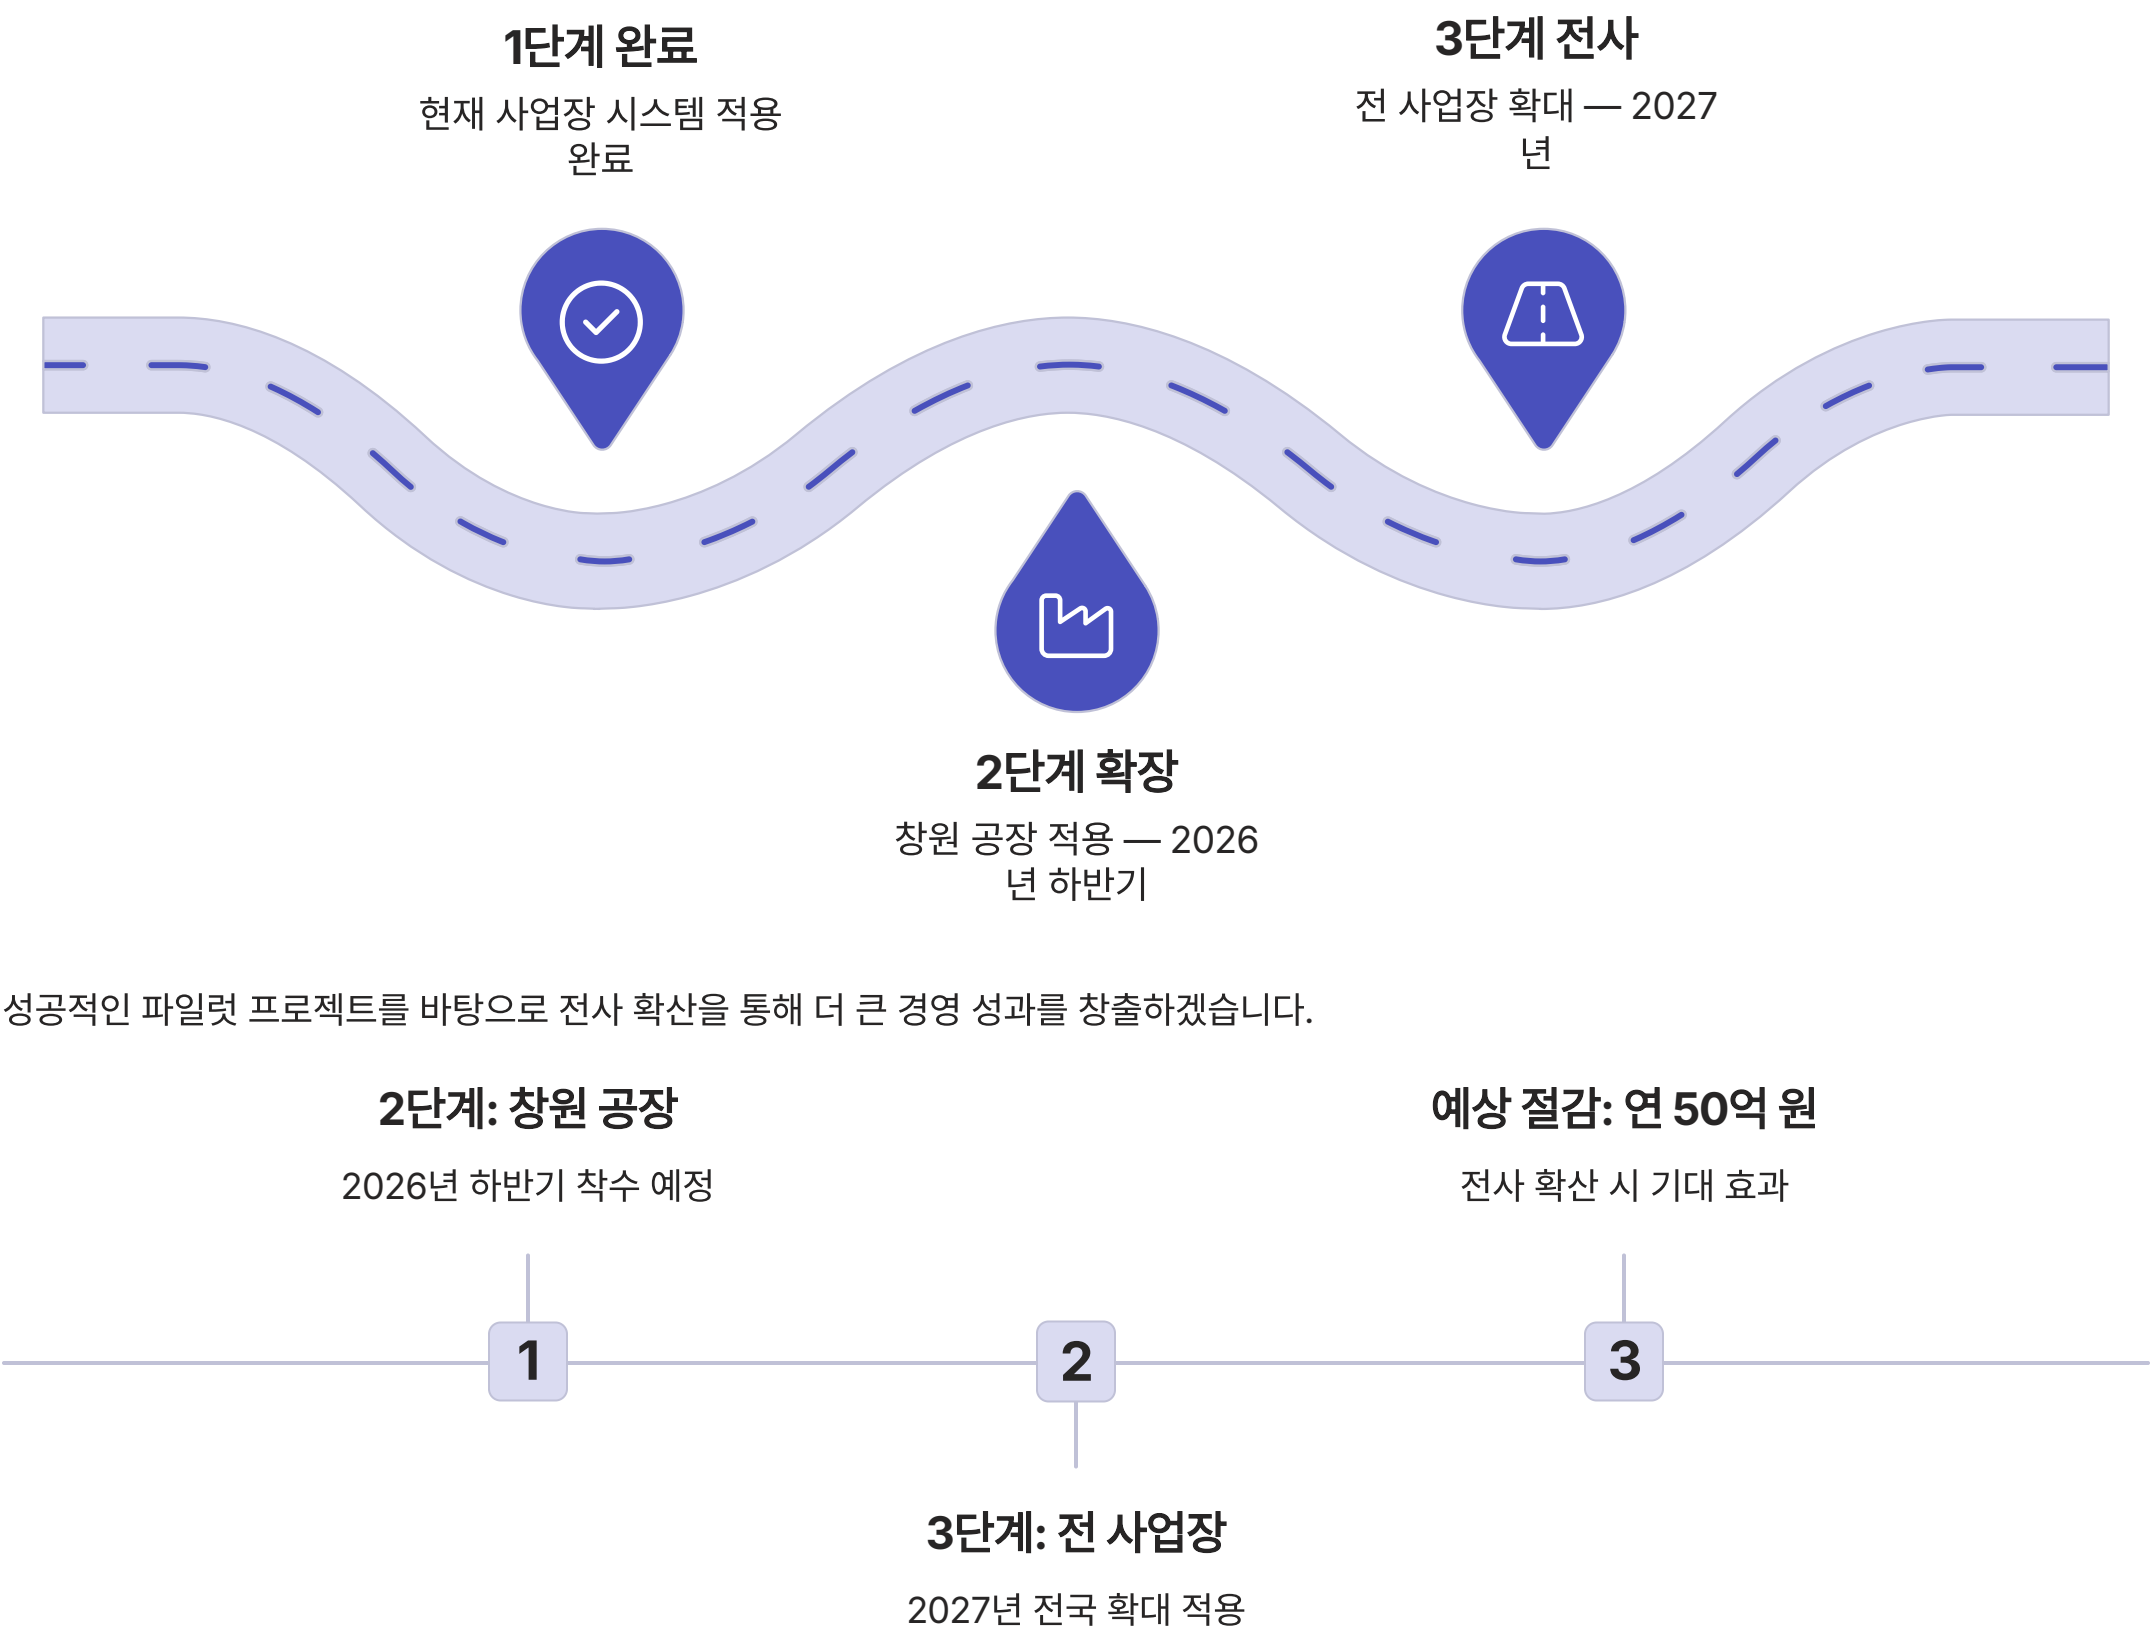 1단계 완료
현재 사업장 시스템 적용
완료
3단계 전사
전 사업장 확대 — 2027
년
2단계 확장
창원 공장 적용 — 2026
년 하반기
성공적인 파일럿 프로젝트를 바탕으로 전사 확산을 통해 더 큰 경영 성과를 창출하겠습니다.
2단계: 창원 공장
2026년 하반기 착수 예정
예상 절감: 연 50억 원
전사 확산 시 기대 효과
1
2
3
3단계: 전 사업장
2027년 전국 확대 적용